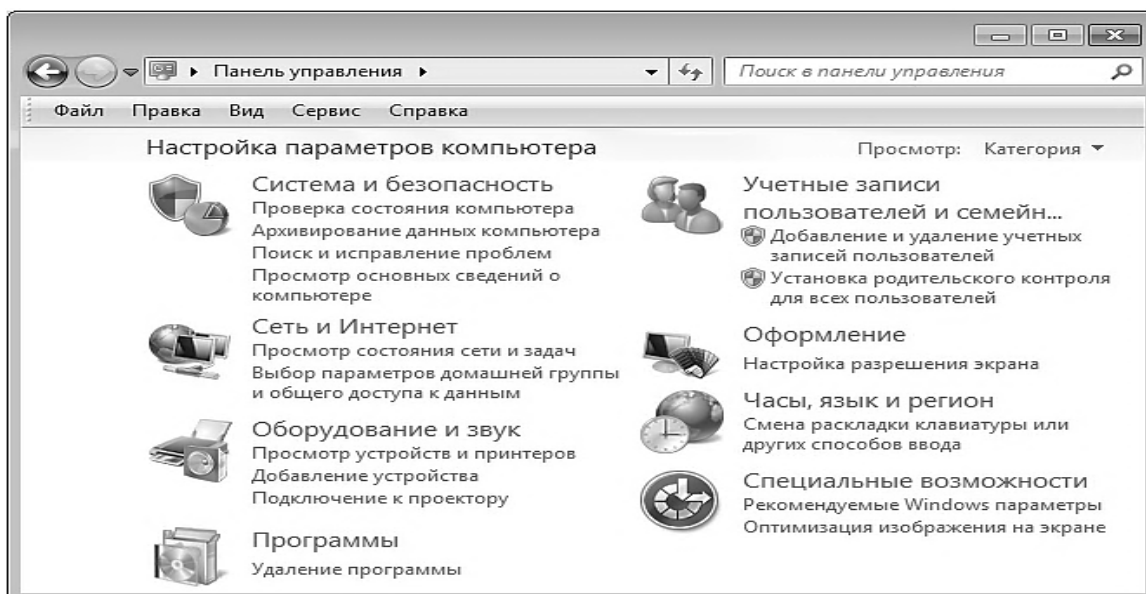 Панель управления
Поиск в панели управления
Файл Правка Вид Сервис Справка
Настройка параметров компьютера
Просмотр: Категория
Система и безопасность
Проверка состояния компьютера
Архивирование данных компьютера
Поиск и исправление проблем
Просмотр основных сведений о
компьютере
Сеть и Интернет
Просмотр состояния сети и задач
Выбор параметров домашней группы
и общего доступа к данным
Оборудование и звук
Просмотр устройств и принтеров
Добавление устройства
Подключение к проектору
Программы
Удаление программы
Учетные записи
пользователей и семейн...
Добавление и удаление учетных
записей пользователей
Установка родительского контроля
для всех пользователей
Оформление
Настройка разрешения экрана
Часы, язык и регион
Смена раскладки клавиатуры или
других способов ввода
Специальные возможности
Рекомендуемые Windows параметры
Оптимизация изображения на экране